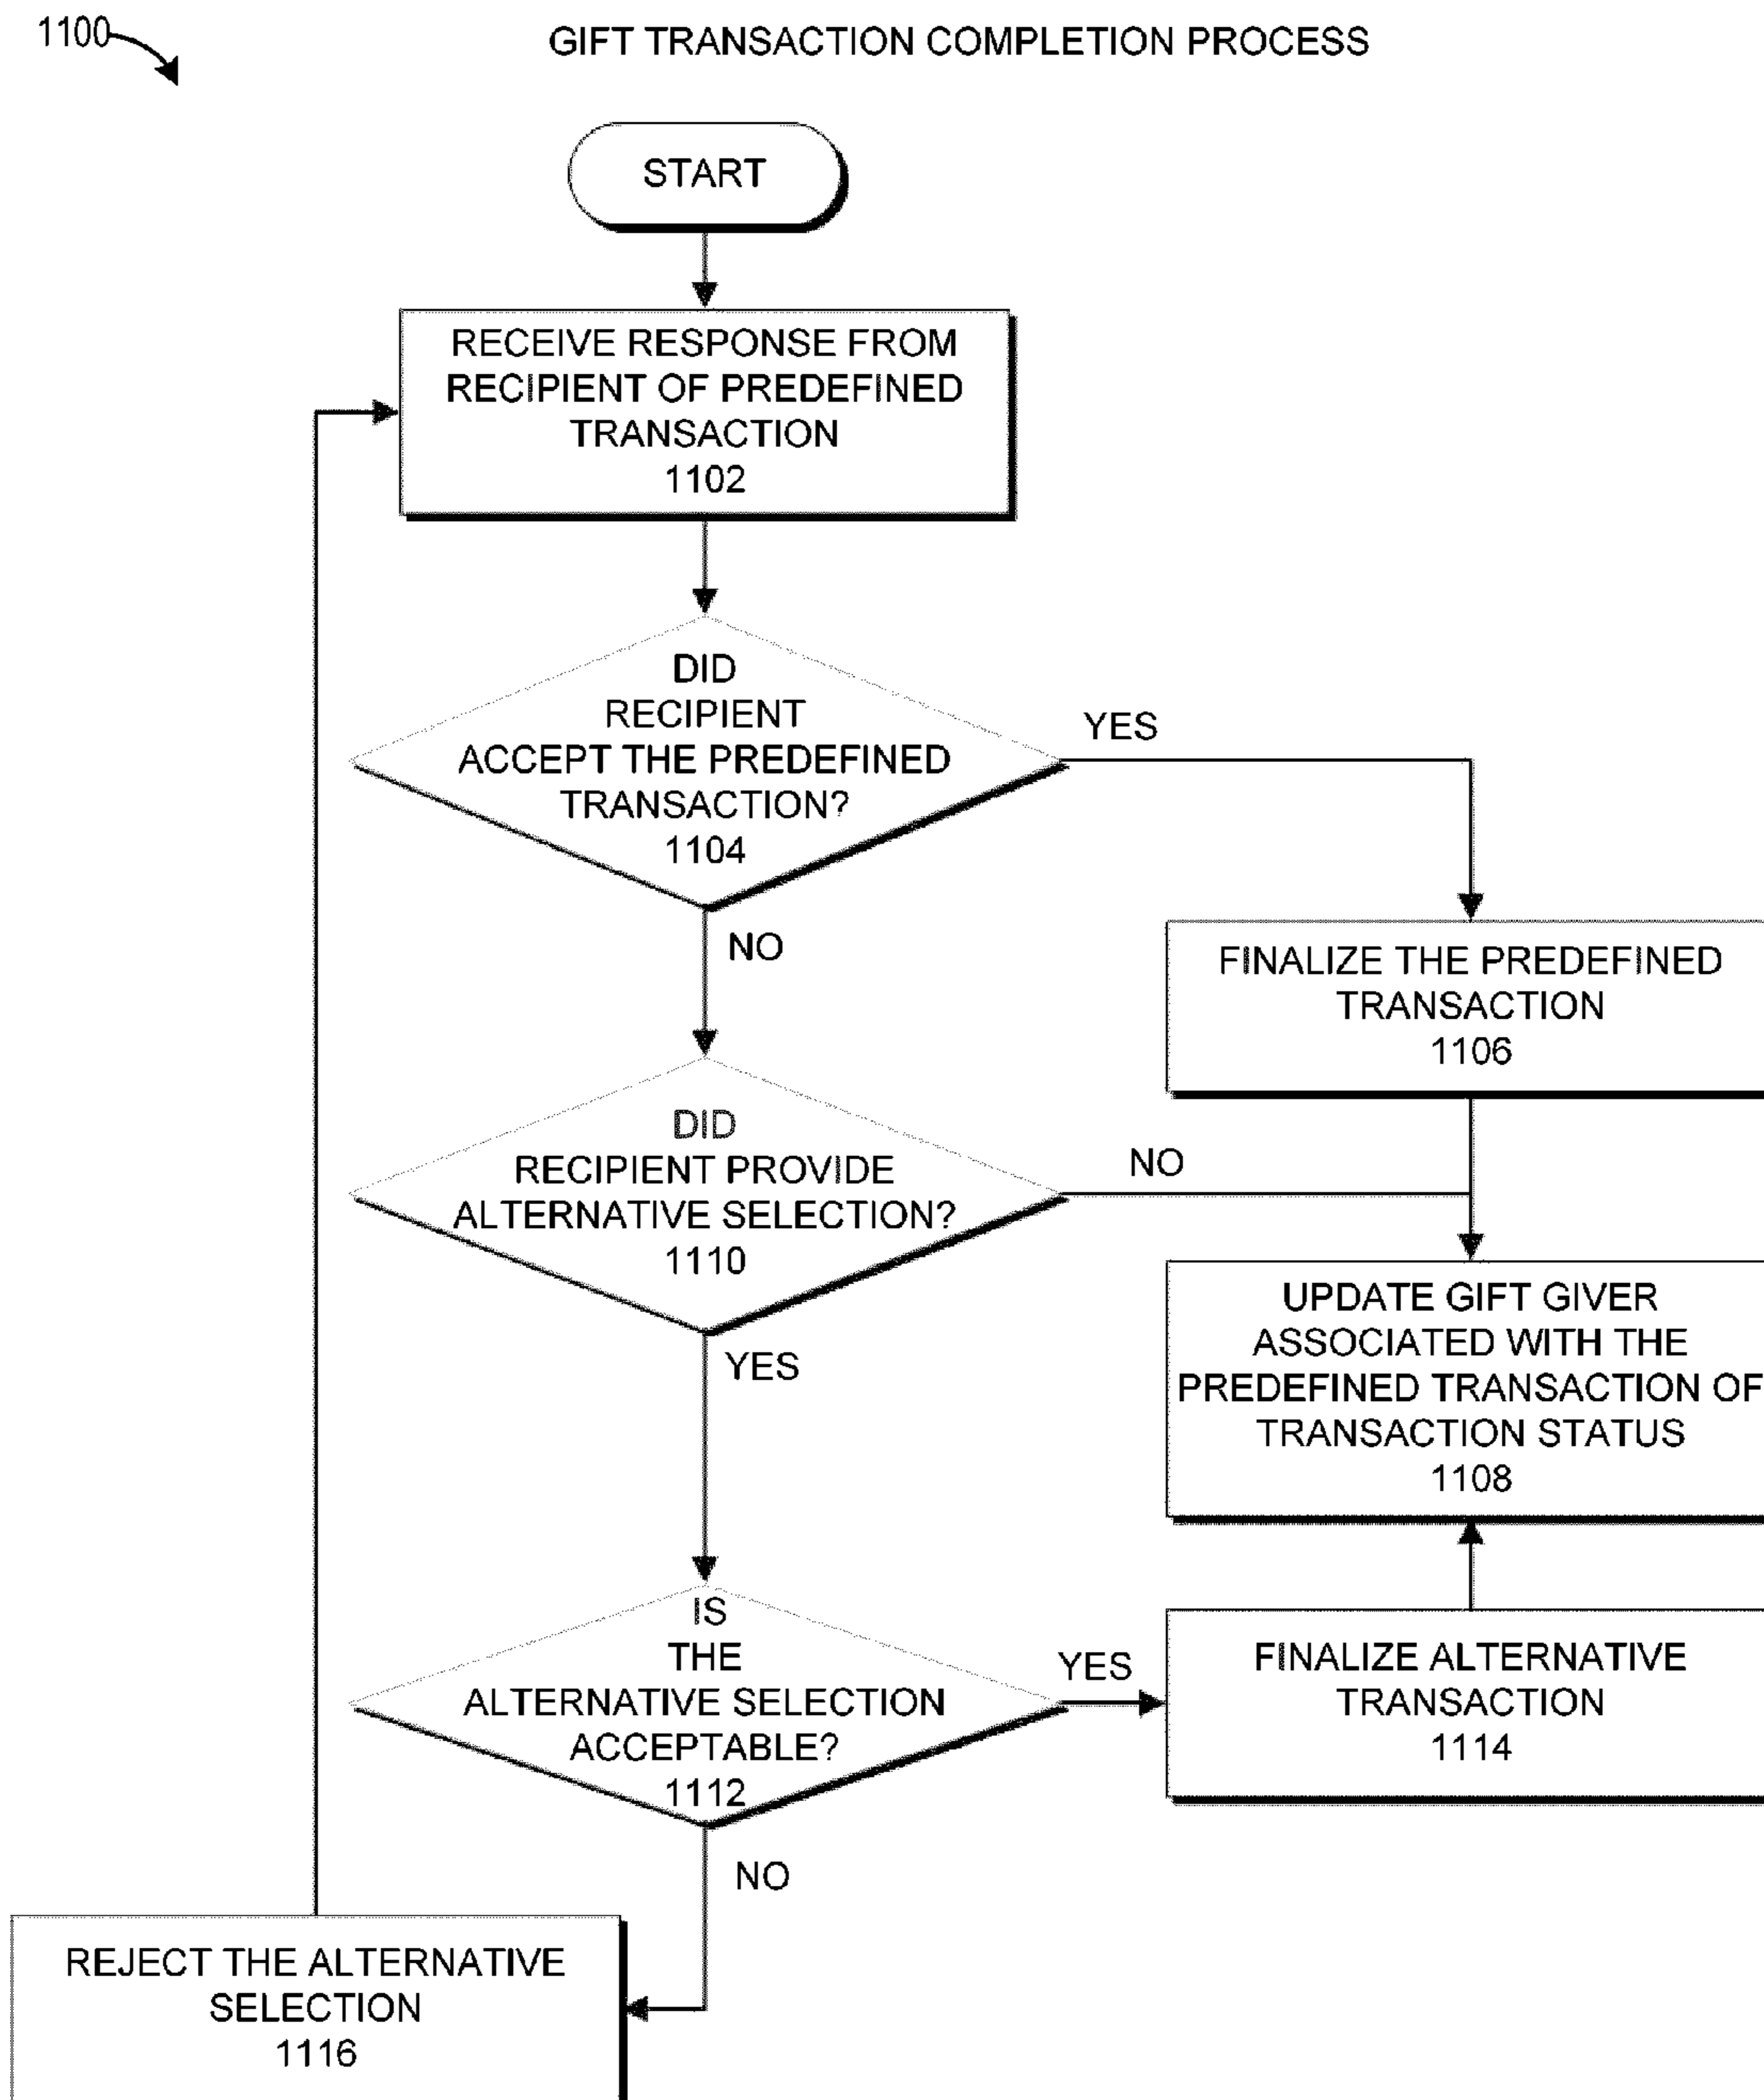 1100
GIFT TRANSACTION COMPLETION PROCESS
START
RECEIVE RESPONSE FROM
RECIPIENT OF PREDEFINED
TRANSACTION
1102
DID
RECIPIENT
ACCEPT THE PREDEFINED
TRANSACTION?
1104
YES
NO
FINALIZE THE PREDEFINED
TRANSACTION
1106
DID
RECIPIENT PROVIDE
ALTERNATIVE SELECTION?
1110
NO
YES
UPDATE GIFT GIVER
ASSOCIATED WITH THE
PREDEFINED TRANSACTION OF
TRANSACTION STATUS
1108
IS
THE
ALTERNATIVE SELECTION
ACCEPTABLE?
1112
YES
NO
FINALIZE ALTERNATIVE
TRANSACTION
1114
REJECT THE ALTERNATIVE
SELECTION
1116